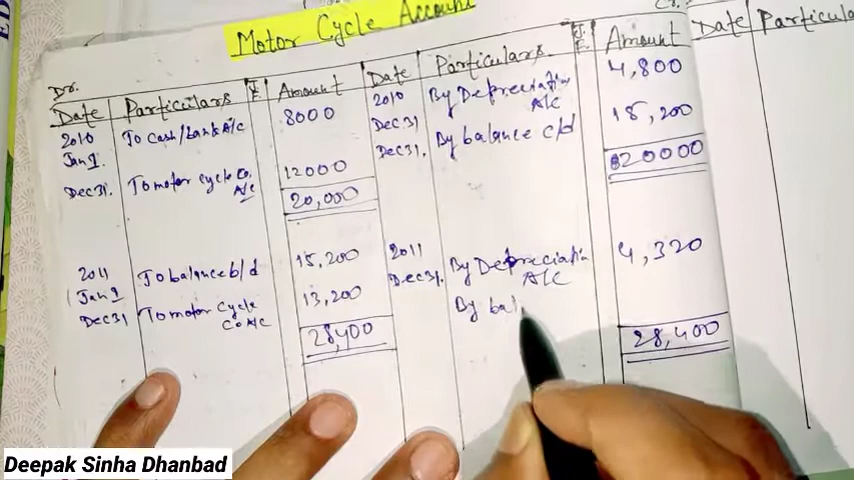 Motor Cycle Account
Dr.
Cr.
Date Particulars J.F. Amount Date Particulars J.F. Amount Date Particula
2010 To Cash/Bank A/C 8000 2010 By Depreciation 4,800
Jan 1. Dec 31 A/C
Dec 31. By balance c/d 15,200
Dec 31. To motor cycle Co. 12000 20000
A/C 20,000
2011 To balance b/d 15,200 2011 By Depreciation 4,320
Jan 1 Dec 31. A/C
Dec 31 To motor Cycle 13,200 By bal
Co A/C
28,400 28,400
Deepak Sinha Dhanbad